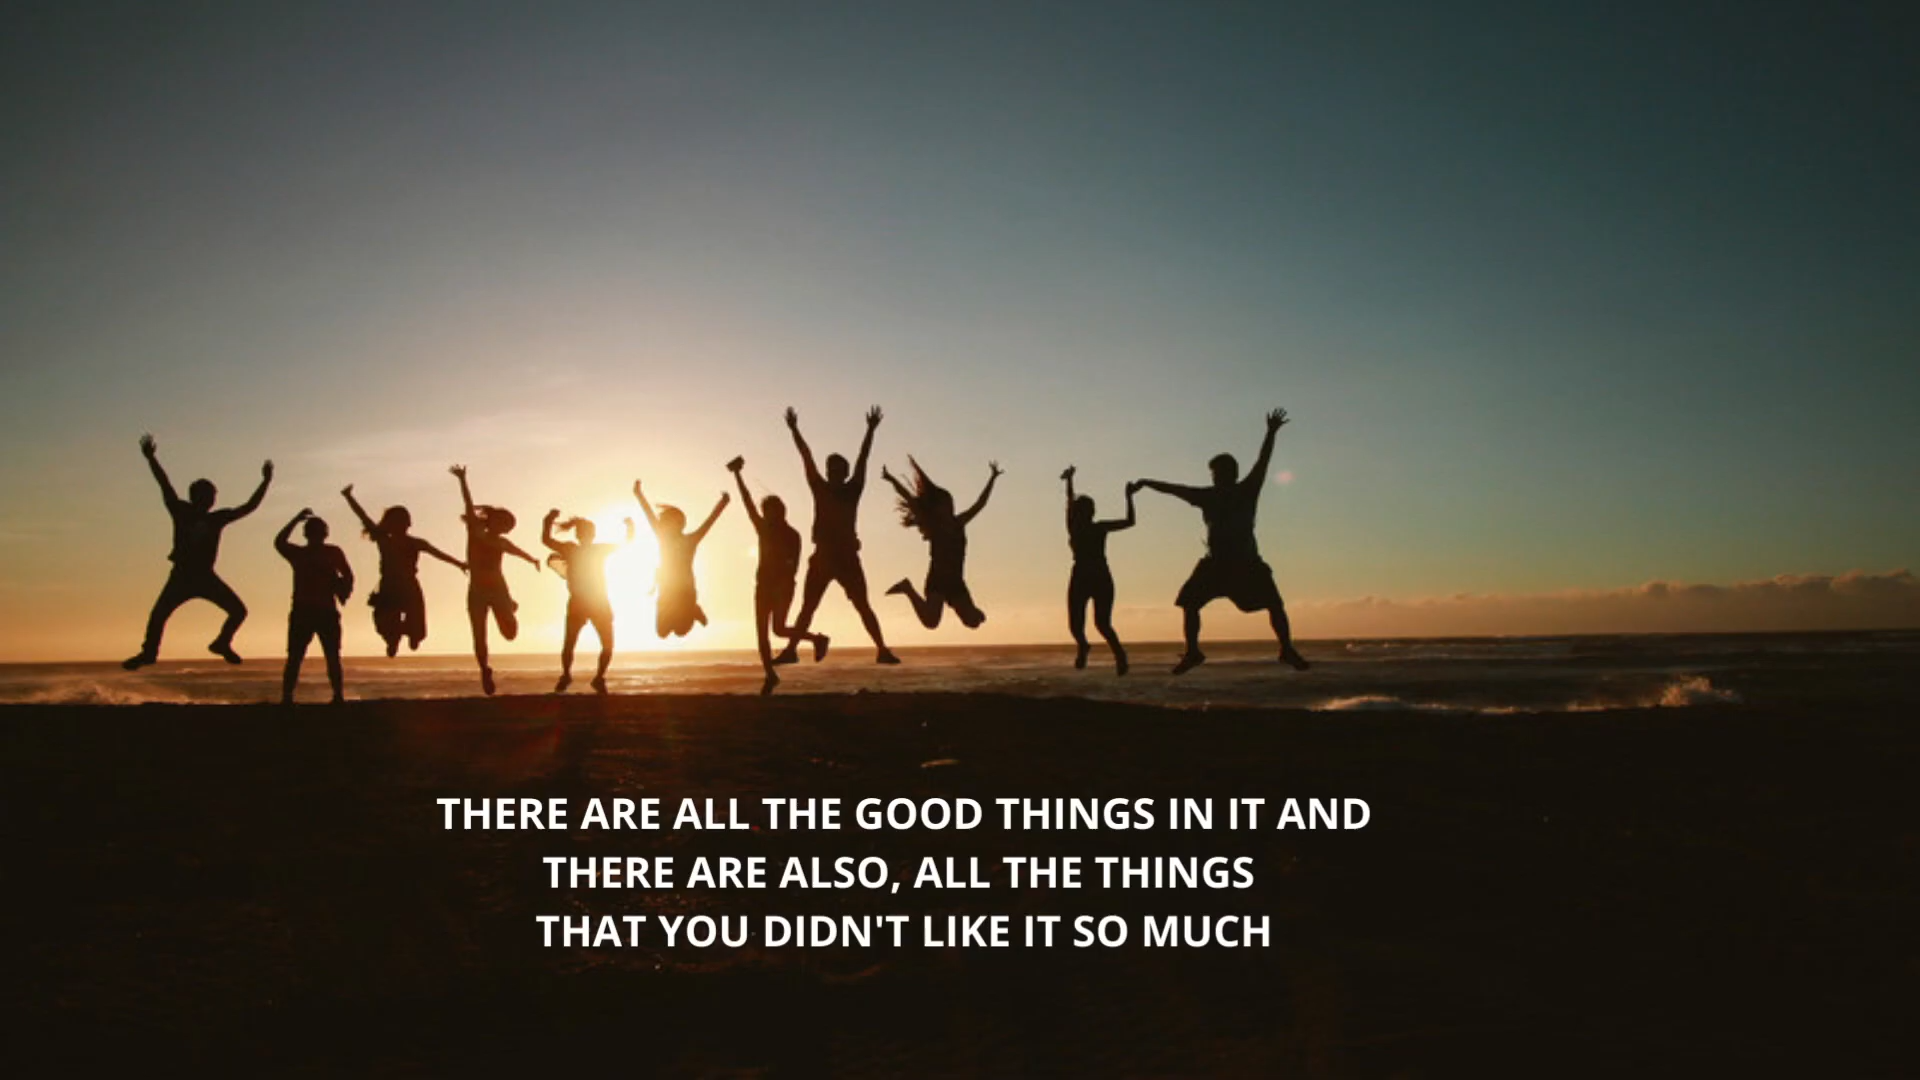 THERE ARE ALL THE GOOD THINGS IN IT AND
THERE ARE ALSO, ALL THE THINGS
THAT YOU DIDN'T LIKE IT SO MUCH